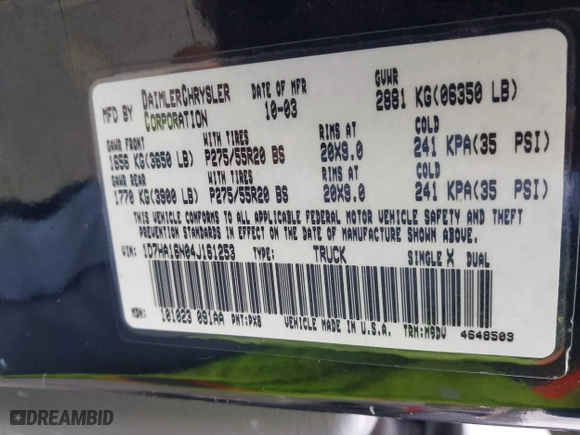 MFD BY DAIMLERCHRYSLER CORPORATION DATE OF MFR 10-03 GVWR 2881 KG(06350 LB)
GAWR FRONT WITH TIRES RIMS AT COLD
1656 KG(3650 LB) P275/55R20 BS 20X9.0 241 KPA(35 PSI)
GAWR REAR WITH TIRES RIMS AT COLD
1770 KG(3900 LB) P275/55R20 BS 20X9.0 241 KPA(35 PSI)
THIS VEHICLE CONFORMS TO ALL APPLICABLE FEDERAL MOTOR VEHICLE SAFETY AND THEFT
PREVENTION STANDARDS IN EFFECT ON THE DATE OF MANUFACTURE SHOWN ABOVE.
VIN: 1D7HA16N04J161253 TYPE: TRUCK SINGLE X DUAL
MDH: 101023 091AA PNT:PXB VEHICLE MADE IN U.S.A. TRM:M9DV 4648509
DREAMBID